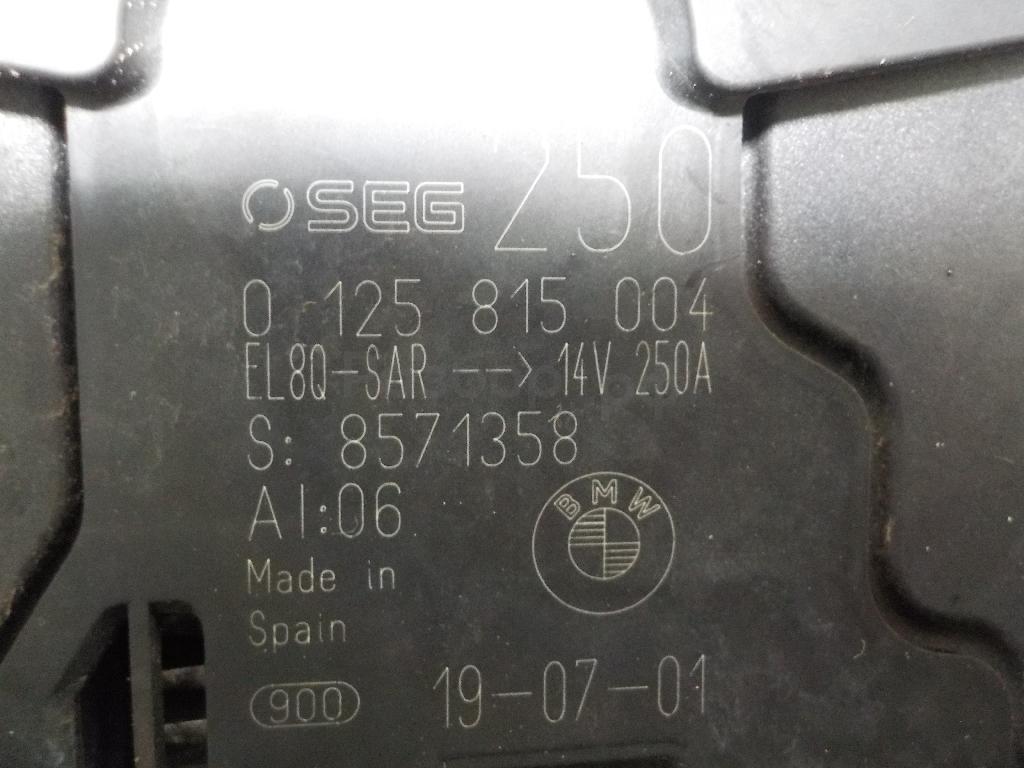 SEG 250
0 125 815 004
EL8Q-SAR --> 14V 250A
S: 8571358
AI:06
BMW
Made in
Spain
900 19-07-01